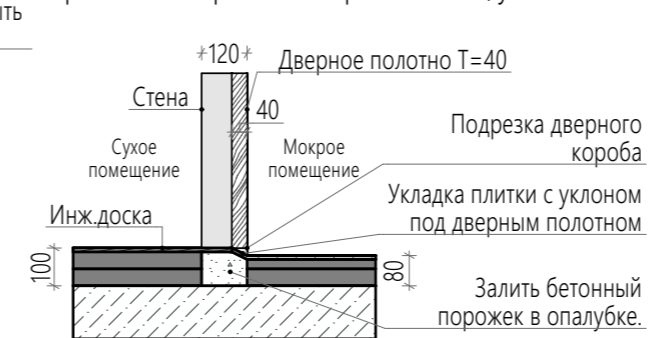 ыть
120
Дверное полотно Т=40
Стена
40
Сухое
помещение
Мокрое
помещение
Подрезка дверного
короба
Инж.доска
Укладка плитки с уклоном
под дверным полотном
100
80
Залить бетонный
порожек в опалубке.